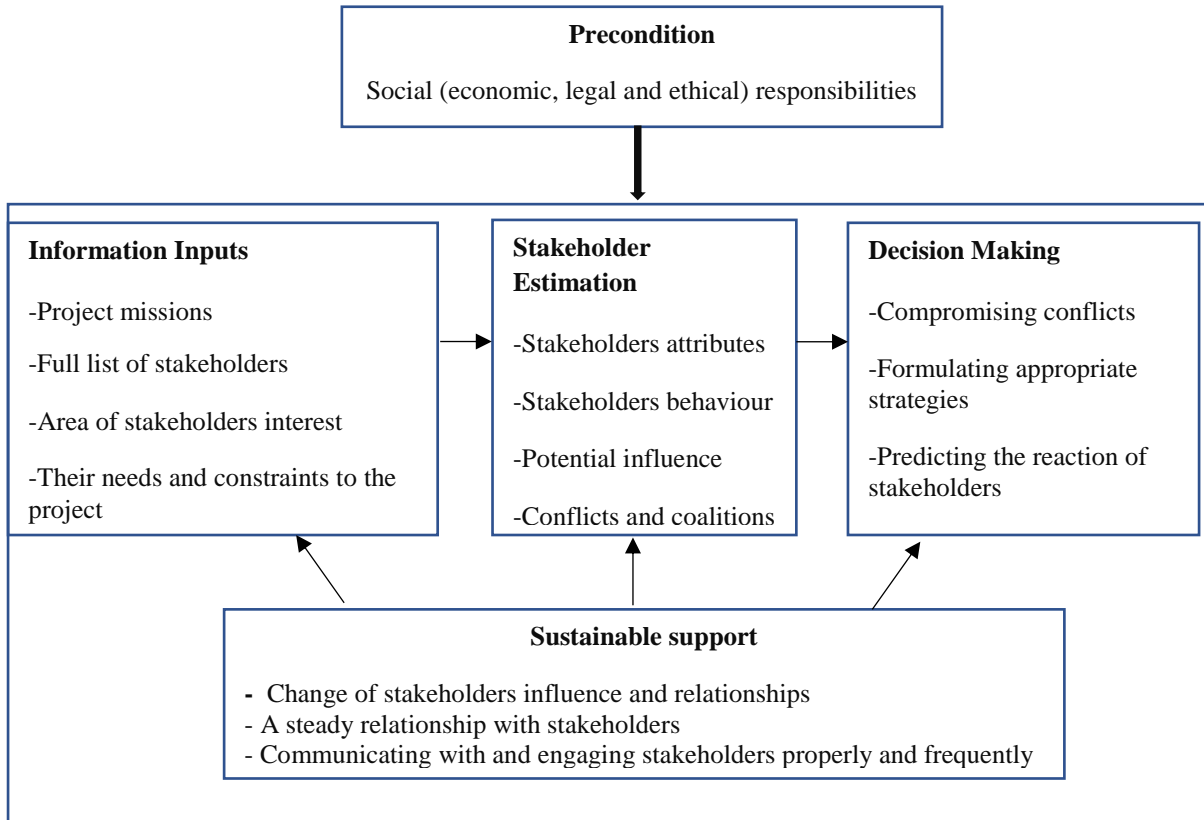 Precondition
Social (economic, legal and ethical) responsibilities
Information Inputs
-Project missions
-Full list of stakeholders
-Area of stakeholders interest
-Their needs and constraints to the
project
Stakeholder
Estimation
-Stakeholders attributes
-Stakeholders behaviour
-Potential influence
-Conflicts and coalitions
Decision Making
-Compromising conflicts
-Formulating appropriate
strategies
-Predicting the reaction of
stakeholders
Sustainable support
- Change of stakeholders influence and relationships
- A steady relationship with stakeholders
- Communicating with and engaging stakeholders properly and frequently